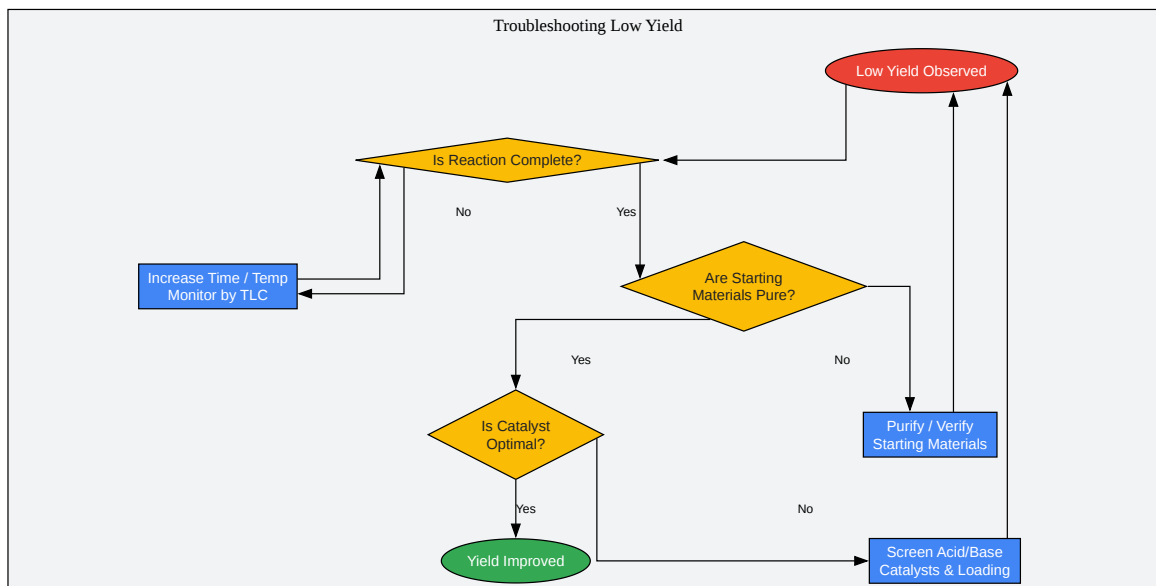 Troubleshooting Low Yield
Low Yield Observed
Is Reaction Complete?
No
Yes
Increase Time / Temp
Monitor by TLC
Are Starting
Materials Pure?
Yes
No
Is Catalyst
Optimal?
Purify / Verify
Starting Materials
Yes
No
Yield Improved
Screen Acid/Base
Catalysts & Loading